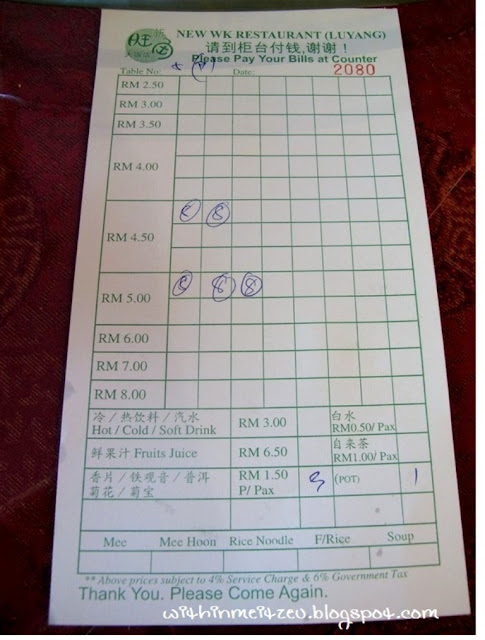 NEW WK RESTAURANT (LUYANG)
请到柜台付钱,谢谢！
Please Pay Your Bills at Counter
Table No: Date: 2080
RM 2.50
RM 3.00
RM 3.50
RM 4.00
RM 4.50
RM 5.00
RM 6.00
RM 7.00
RM 8.00
冷／热饮料／汽水 RM 3.00 白水
Hot / Cold / Soft Drink RM0.50/ Pax
鲜果汁 Fruits Juice RM 6.50 自来茶
RM1.00/ Pax
香片／铁观音／普洱 RM 1.50 (POT) 1
菊花／菊宝 P/ Pax
Mee Mee Hoon Rice Noodle F/Rice Soup
** Above prices subject to 4% Service Charge & 6% Government Tax
Thank You. Please Come Again.
wi4hinmei4zeu.blogspo4.com